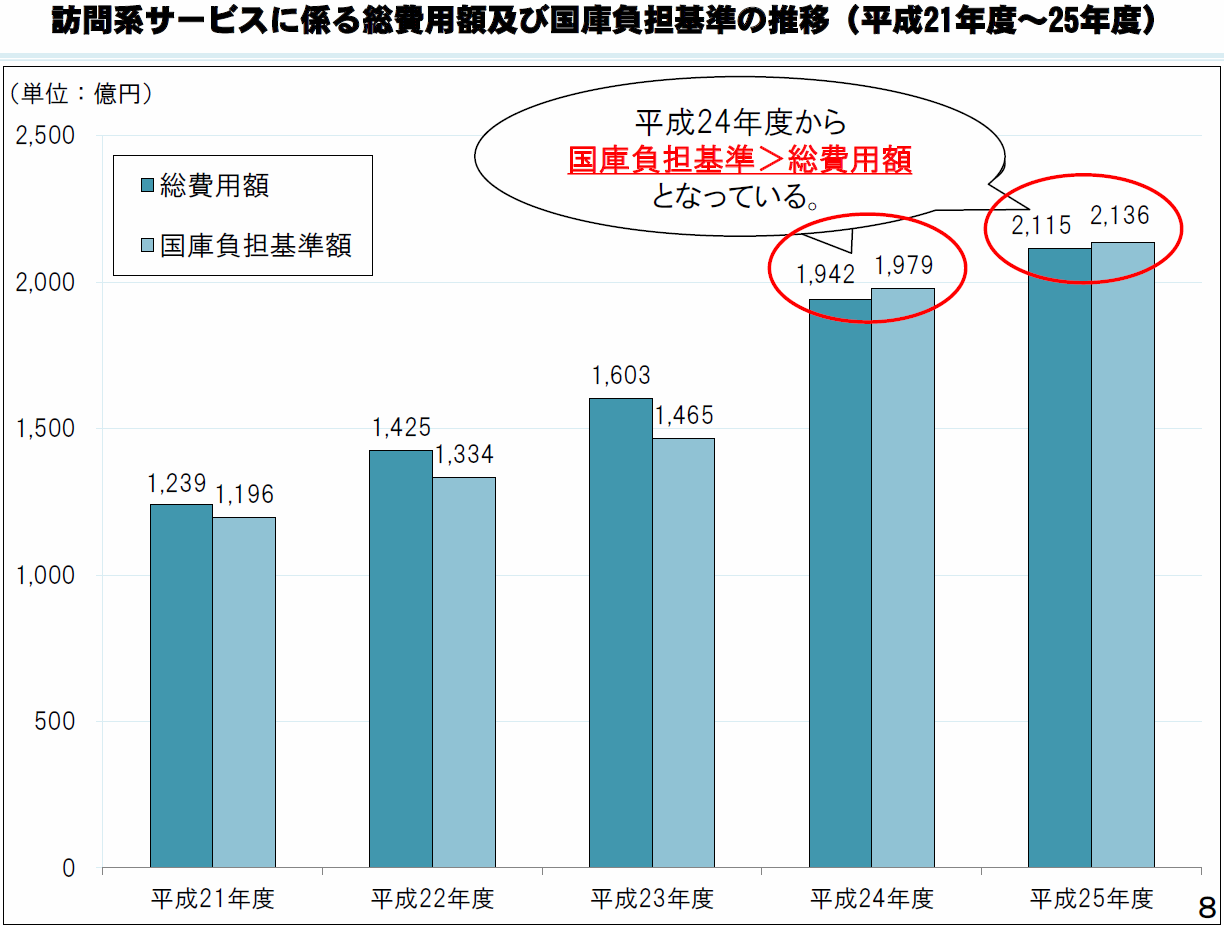 訪問系サービスに係る総費用額及び国庫負担基準の推移（平成21年度～25年度）
（単位：億円）
平成24年度から
国庫負担基準＞総費用額
となっている。
総費用額
国庫負担基準額
2,500
2,000
1,500
1,000
500
0
1,239
1,196
1,425
1,334
1,603
1,465
1,942
1,979
2,115
2,136
平成21年度
平成22年度
平成23年度
平成24年度
平成25年度
8